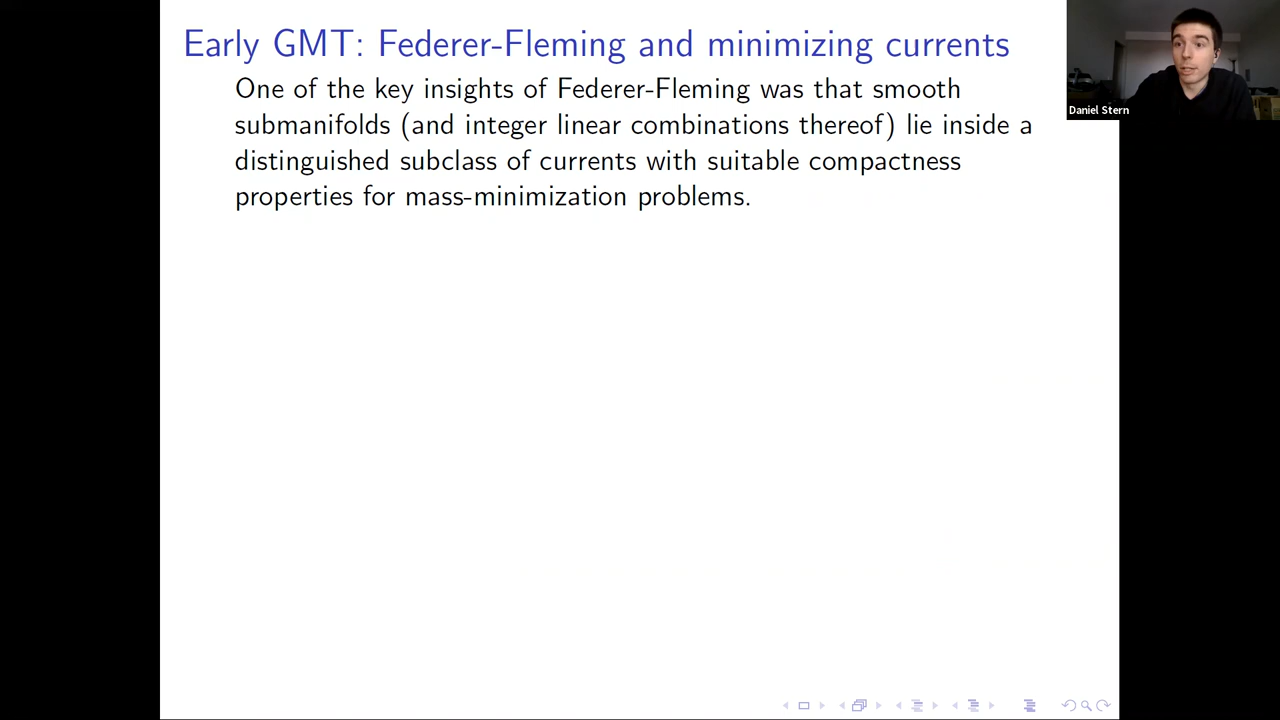 Early GMT: Federer-Fleming and minimizing currents
One of the key insights of Federer-Fleming was that smooth
submanifolds (and integer linear combinations thereof) lie inside a
distinguished subclass of currents with suitable compactness
properties for mass-minimization problems.
Daniel Stern